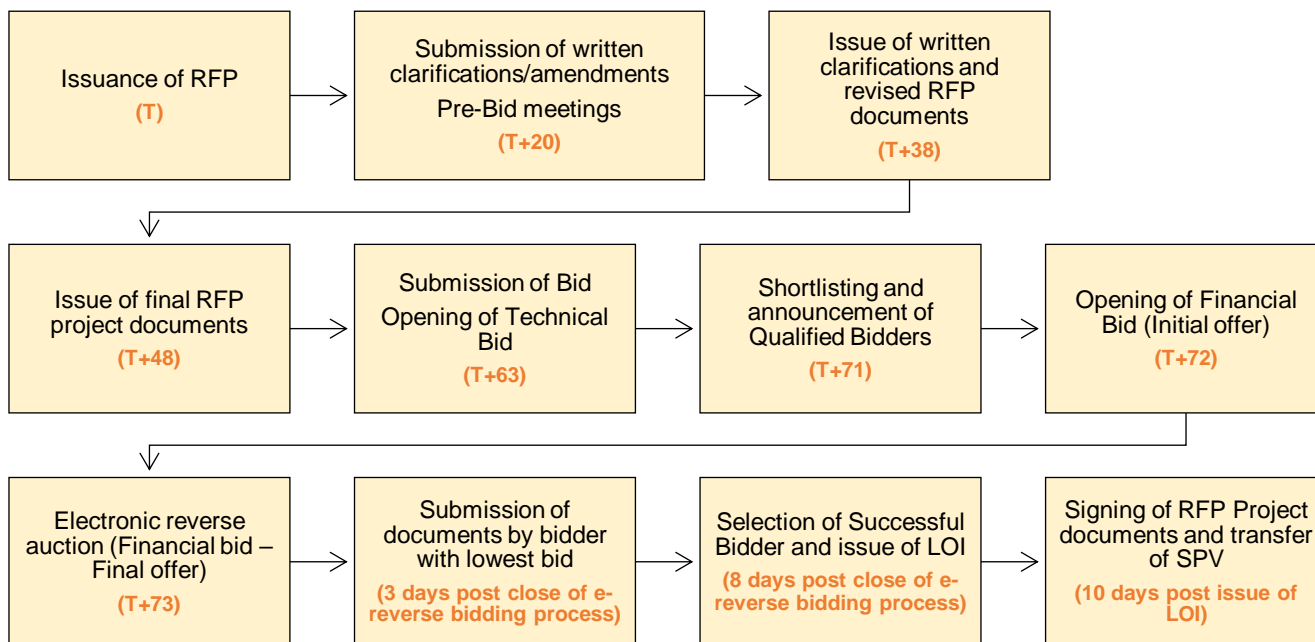 Issuance of RFP
(T)
Submission of written
clarifications/amendments
Pre-Bid meetings
(T+20)
Issue of written
clarifications and
revised RFP
documents
(T+38)
Issue of final RFP
project documents
(T+48)
Submission of Bid
Opening of Technical
Bid
(T+63)
Shortlisting and
announcement of
Qualified Bidders
(T+71)
Opening of Financial
Bid (Initial offer)
(T+72)
Electronic reverse
auction (Financial bid –
Final offer)
(T+73)
Submission of
documents by bidder
with lowest bid
(3 days post close of e-
reverse bidding process)
Selection of Successful
Bidder and issue of LOI
(8 days post close of e-
reverse bidding process)
Signing of RFP Project
documents and transfer
of SPV
(10 days post issue of
LOI)